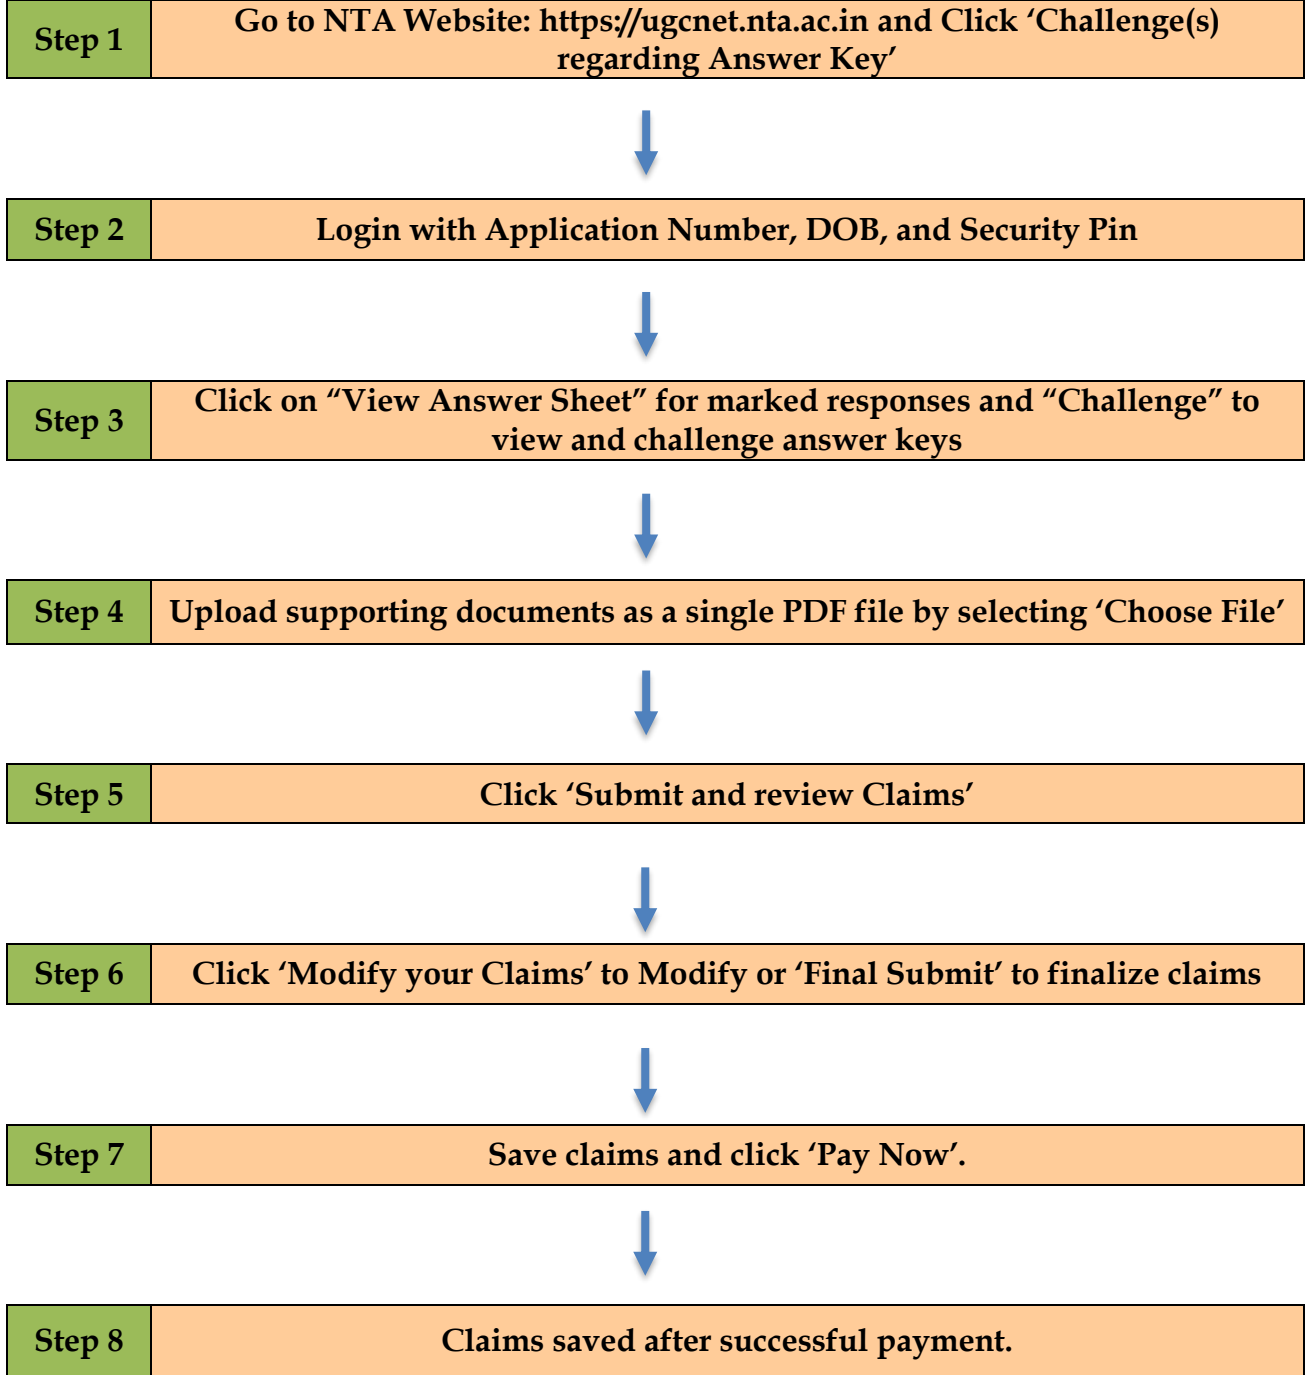 Step 1
Go to NTA Website: https://ugcnet.nta.ac.in and Click ‘Challenge(s)
regarding Answer Key’
Step 2
Login with Application Number, DOB, and Security Pin
Step 3
Click on “View Answer Sheet” for marked responses and “Challenge” to
view and challenge answer keys
Step 4
Upload supporting documents as a single PDF file by selecting ‘Choose File’
Step 5
Click ‘Submit and review Claims’
Step 6
Click ‘Modify your Claims’ to Modify or ‘Final Submit’ to finalize claims
Step 7
Save claims and click ‘Pay Now’.
Step 8
Claims saved after successful payment.